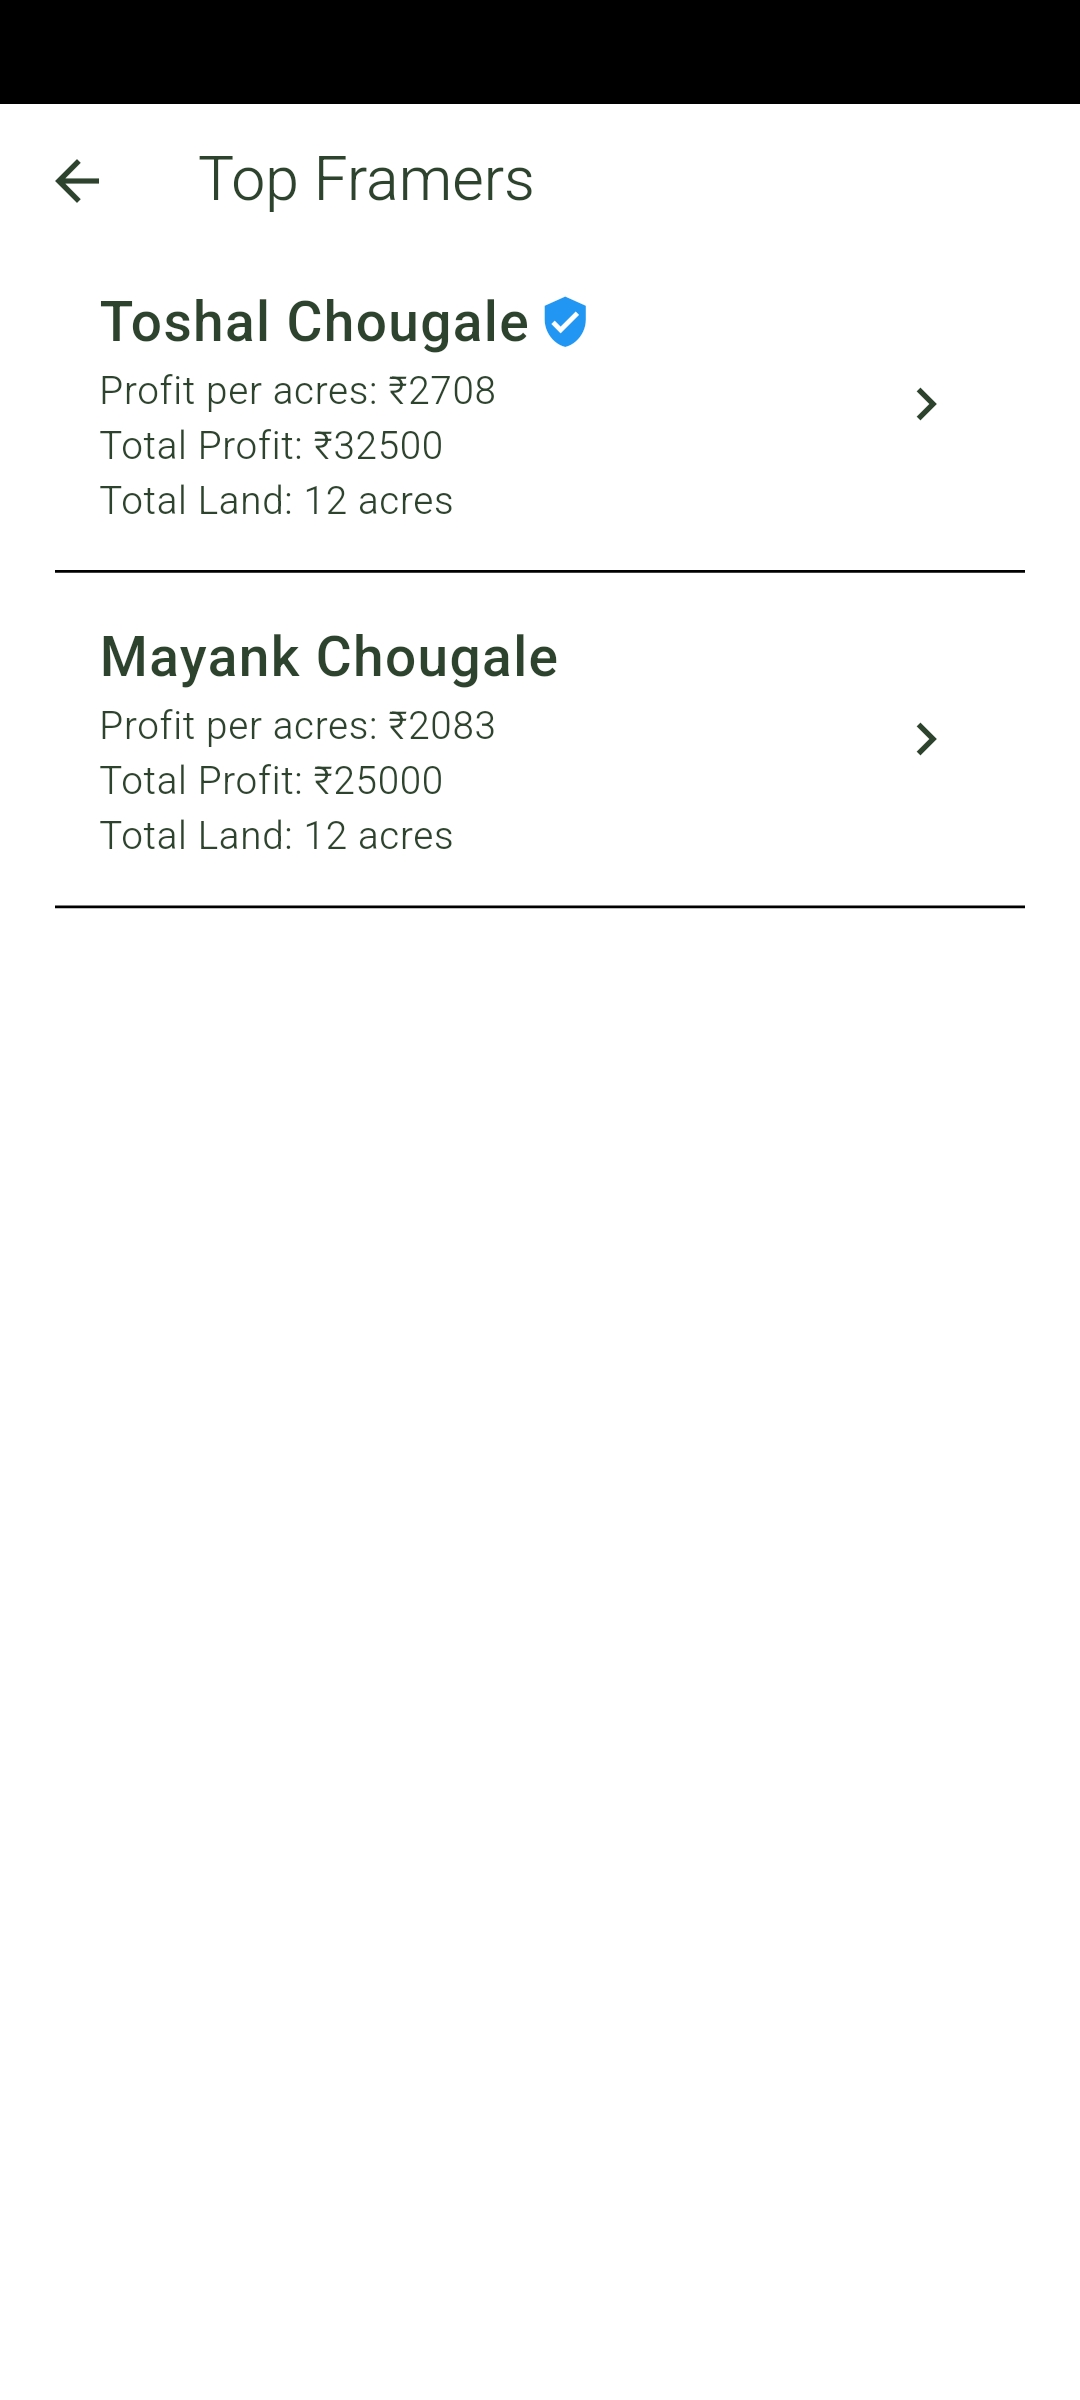 Top Framers
Toshal Chougale
Profit per acres: ₹2708
Total Profit: ₹32500
Total Land: 12 acres
Mayank Chougale
Profit per acres: ₹2083
Total Profit: ₹25000
Total Land: 12 acres